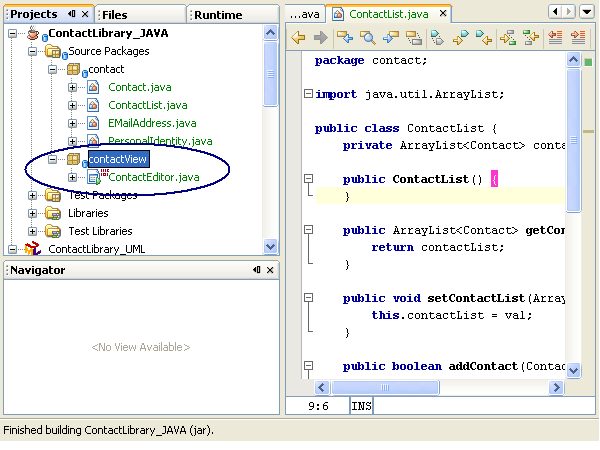 Projects
Files
Runtime
ContactLibrary_JAVA
Source Packages
contact
Contact.java
ContactList.java
EMailAddress.java
PersonalIdentity.java
contactView
ContactEditor.java
Test Packages
Libraries
Test Libraries
ContactLibrary_UML
Navigator
<No View Available>
...ava
ContactList.java
package contact;
import java.util.ArrayList;
public class ContactList {
private ArrayList<Contact> conta
public ContactList() {
}
public ArrayList<Contact> getCo
return contactList;
}
public void setContactList(Array
this.contactList = val;
}
public boolean addContact(Conta
9:6
INS
Finished building ContactLibrary_JAVA (jar).